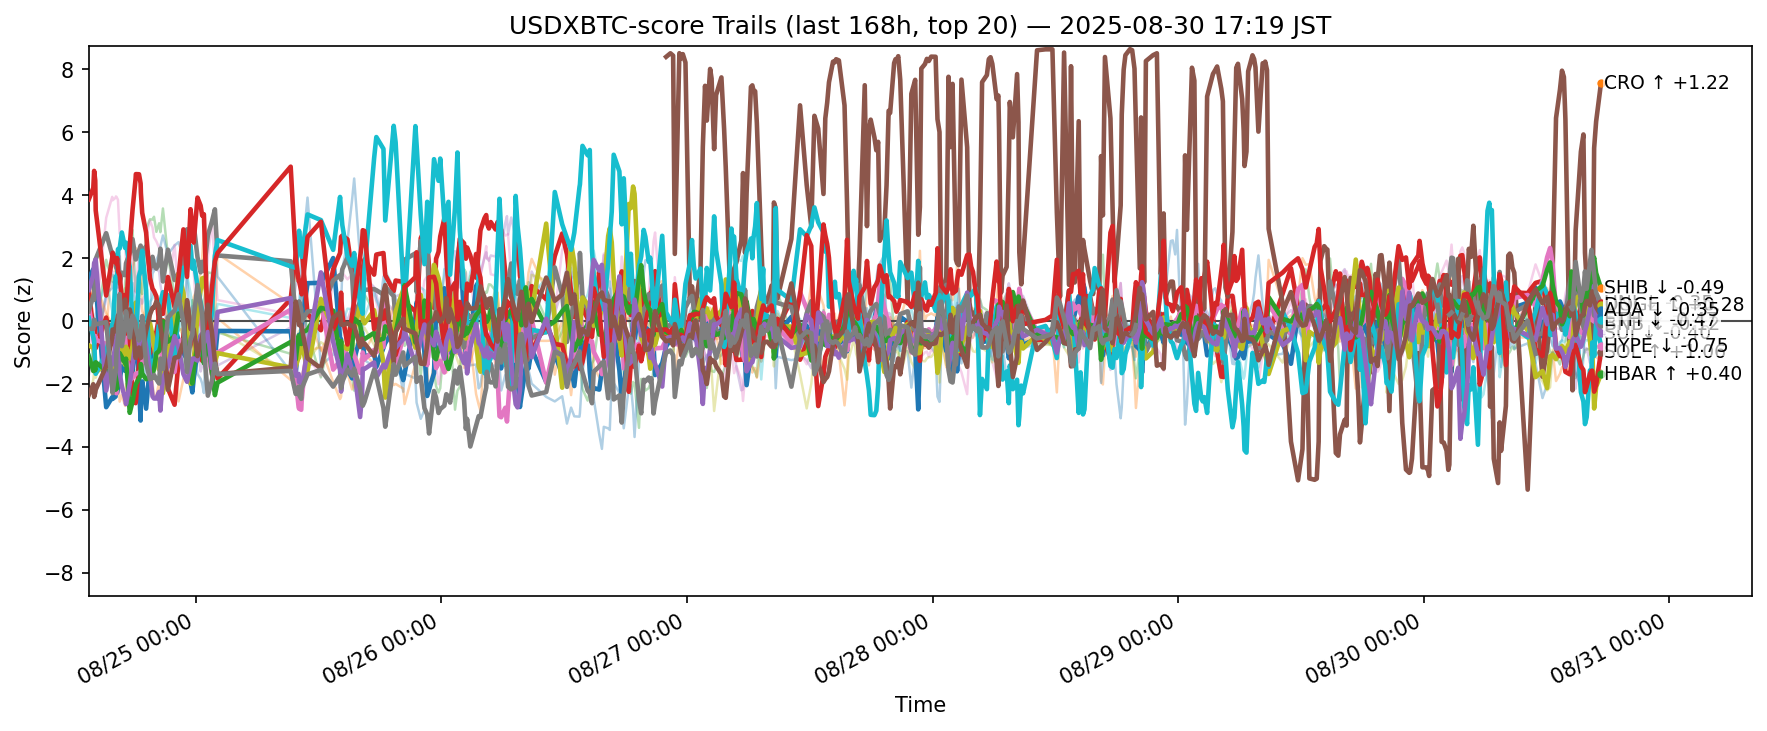 USDXBTC-score Trails (last 168h, top 20) — 2025-08-30 17:19 JST
Score (z)
8
6
4
2
0
−2
−4
−6
−8
CRO ↑ +1.22
SHIB ↓ -0.49
ADA ↓ -0.35
HYPE ↓ -0.75
HBAR ↑ +0.40
08/25 00:00
08/26 00:00
08/27 00:00
08/28 00:00
08/29 00:00
08/30 00:00
08/31 00:00
Time